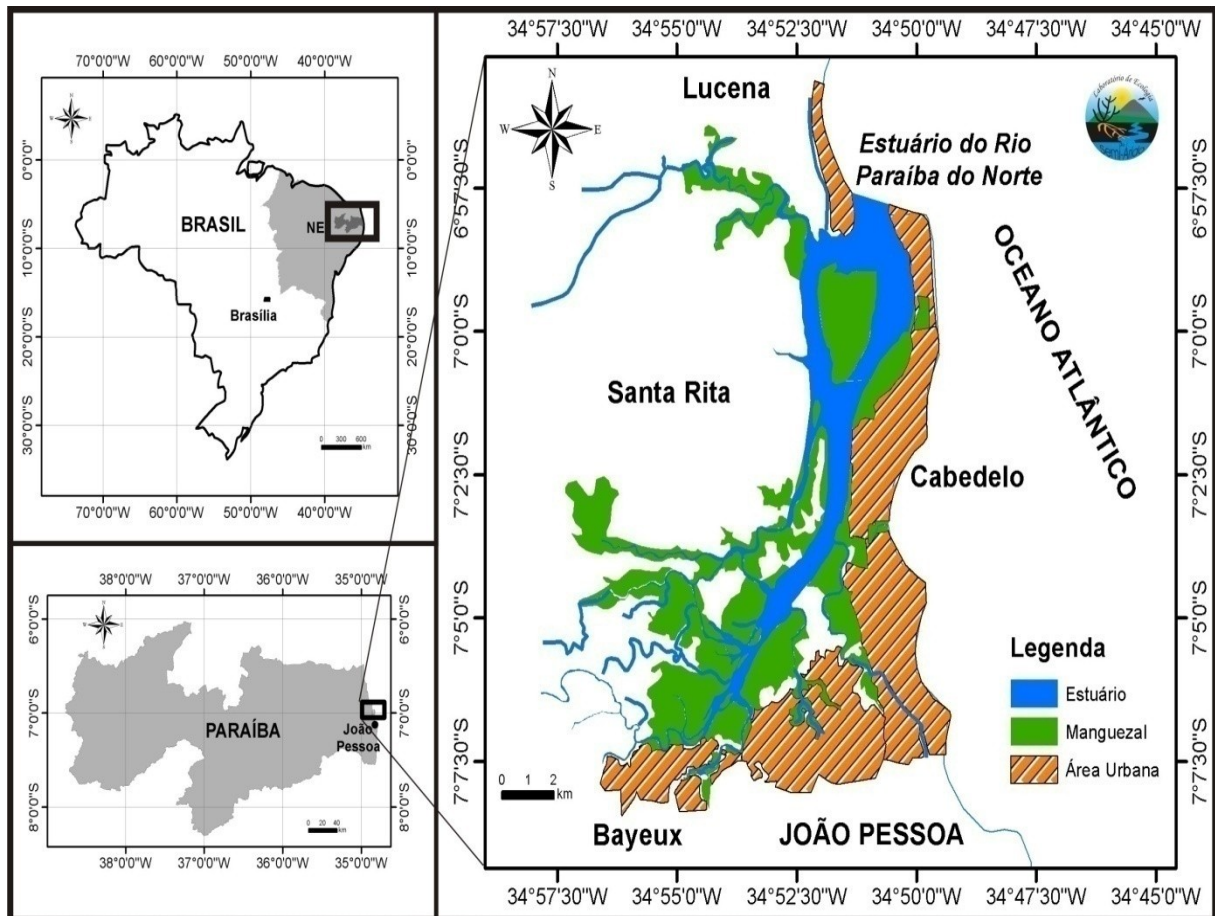 70°0'0"W 60°0'0"W 50°0'0"W 40°0'0"W
N
W E
S
0°0'0"
10°0'0"S
20°0'0"S
30°0'0"S
BRASIL
NE
Brasília
0 300 600
km
0°0'0"
10°0'0"S
20°0'0"S
30°0'0"S
70°0'0"W 60°0'0"W 50°0'0"W 40°0'0"W
38°0'0"W 37°0'0"W 36°0'0"W 35°0'0"W
N
W E
S
6°0'0"S
7°0'0"S
8°0'0"S
PARAÍBA
João
Pessoa
0 20 40
km
6°0'0"S
7°0'0"S
8°0'0"S
38°0'0"W 37°0'0"W 36°0'0"W 35°0'0"W
34°57'30"W 34°55'0"W 34°52'30"W 34°50'0"W 34°47'30"W 34°45'0"W
Lucena
N
W E
S
Laboratório de Ecologia
Estuário do Rio
Paraíba do Norte
6°57'30"S
7°0'0"S
7°2'30"S
7°5'0"S
7°7'30"S
OCEANO ATLÂNTICO
Santa Rita
Cabedelo
Legenda
Estuário
Manguezal
Área Urbana
0 1 2
km
Bayeux
JOÃO PESSOA
6°57'30"S
7°0'0"S
7°2'30"S
7°5'0"S
7°7'30"S
34°57'30"W 34°55'0"W 34°52'30"W 34°50'0"W 34°47'30"W 34°45'0"W